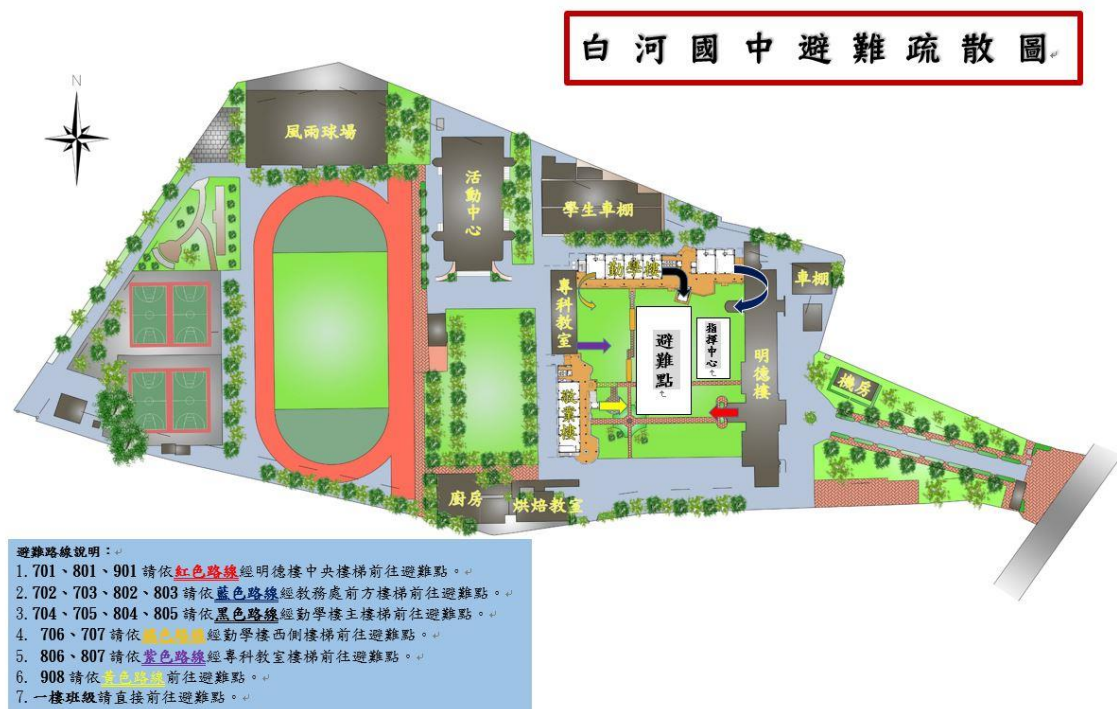 白河國中避難疏散圖
N
風雨球場
活動中心
學生車棚
勤學樓
車棚
專科教室
避難點
指揮中心
明德樓
機房
敬業樓
廚房
烘焙教室
避難路線說明：
1. 701、801、901 請依紅色路線經明德樓中央樓梯前往避難點。
2. 702、703、802、803 請依藍色路線經教務處前方樓梯前往避難點。
3. 704、705、804、805 請依黑色路線經勤學樓主樓梯前往避難點。
4. 706、707 請依橘色路線經勤學樓西側樓梯前往避難點。
5. 806、807 請依紫色路線經專科教室樓梯前往避難點。
6. 908 請依黃色路線前往避難點。
7. 一樓班級請直接前往避難點。